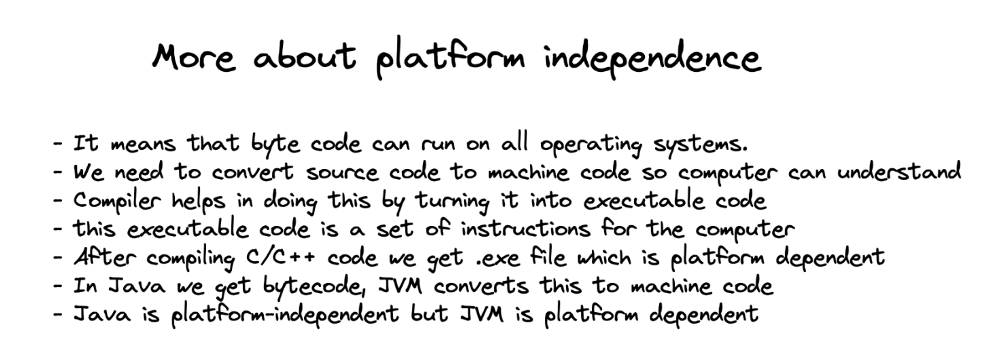 More about platform independence
- It means that byte code can run on all operating systems.
- We need to convert source code to machine code so computer can understand
- Compiler helps in doing this by turning it into executable code
- this executable code is a set of instructions for the computer
- After compiling C/C++ code we get .exe file which is platform dependent
- In Java we get bytecode, JVM converts this to machine code
- Java is platform-independent but JVM is platform dependent